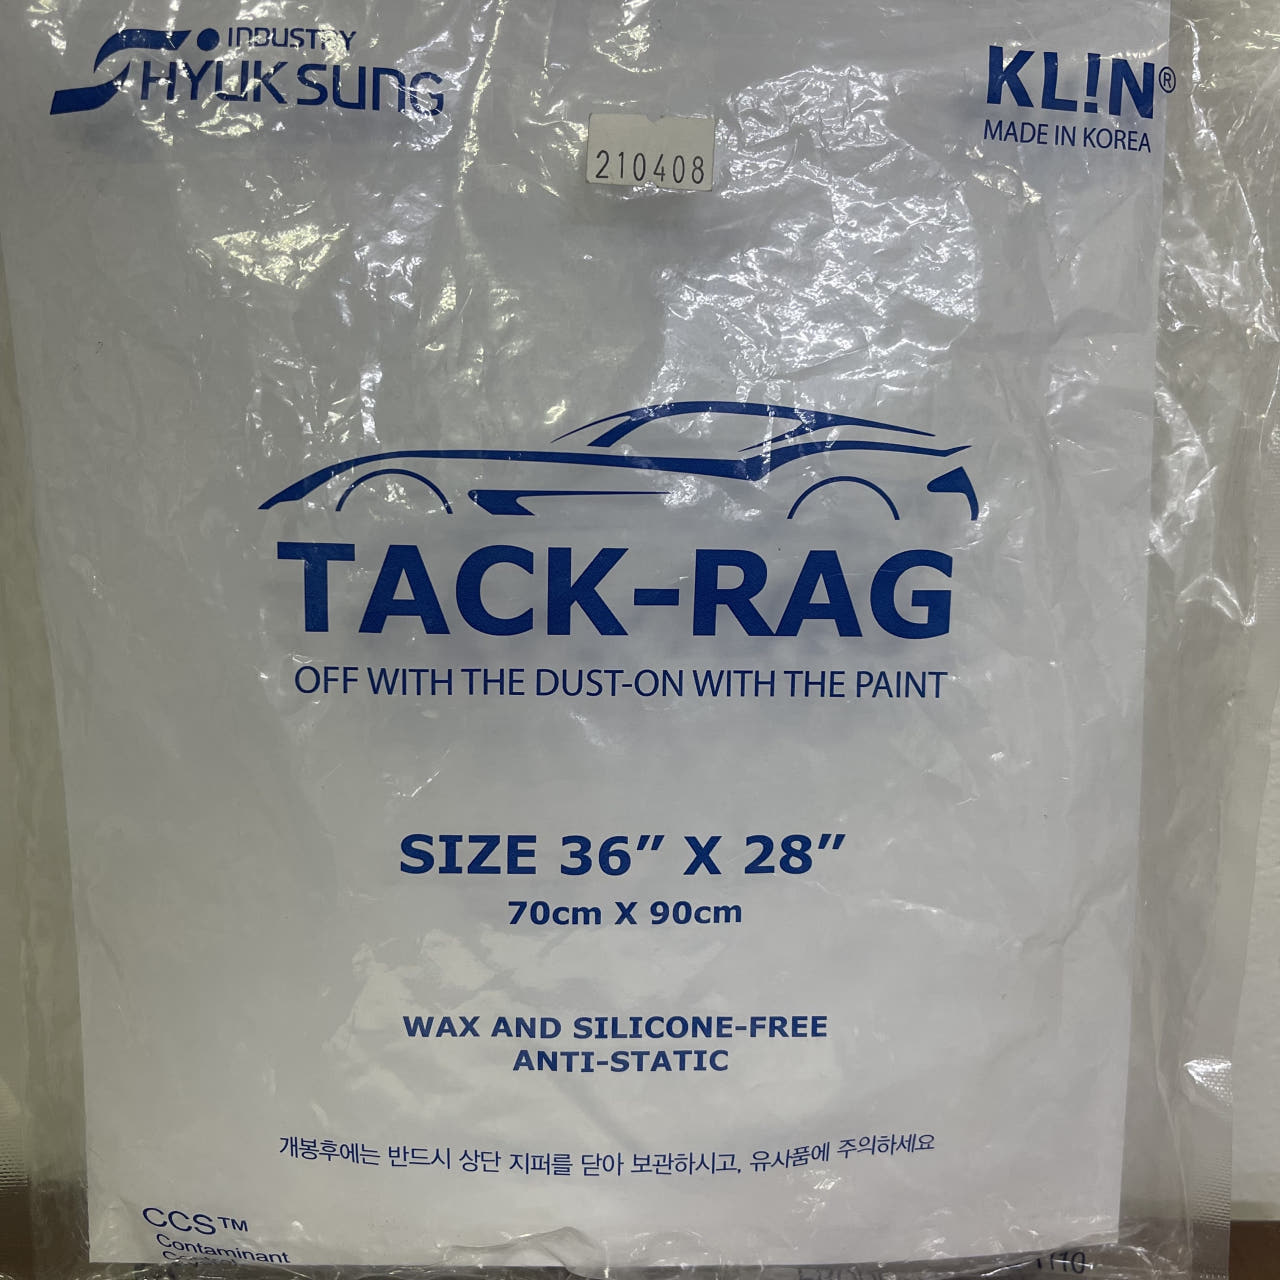 INDUSTRY
HYUK SUNG
KL!N®
MADE IN KOREA
210408
TACK-RAG
OFF WITH THE DUST-ON WITH THE PAINT
SIZE 36” X 28”
70cm X 90cm
WAX AND SILICONE-FREE
ANTI-STATIC
개봉후에는 반드시 상단 지퍼를 닫아 보관하시고, 유사품에 주의하세요
CCS™
Contaminant
Control